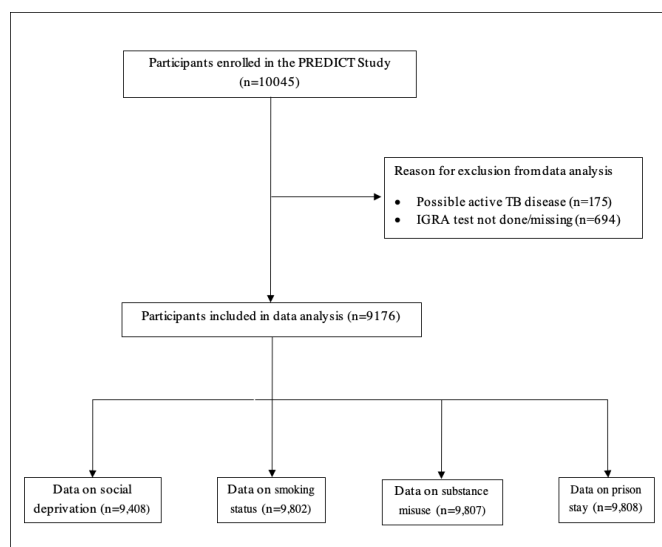 Participants enrolled in the PREDICT Study
(n=10045)
Reason for exclusion from data analysis
• Possible active TB disease (n=175)
• IGRA test not done/missing (n=694)
Participants included in data analysis (n=9176)
Data on social
deprivation (n=9,408)
Data on smoking
status (n=9,802)
Data on substance
misuse (n=9,807)
Data on prison
stay (n=9,808)